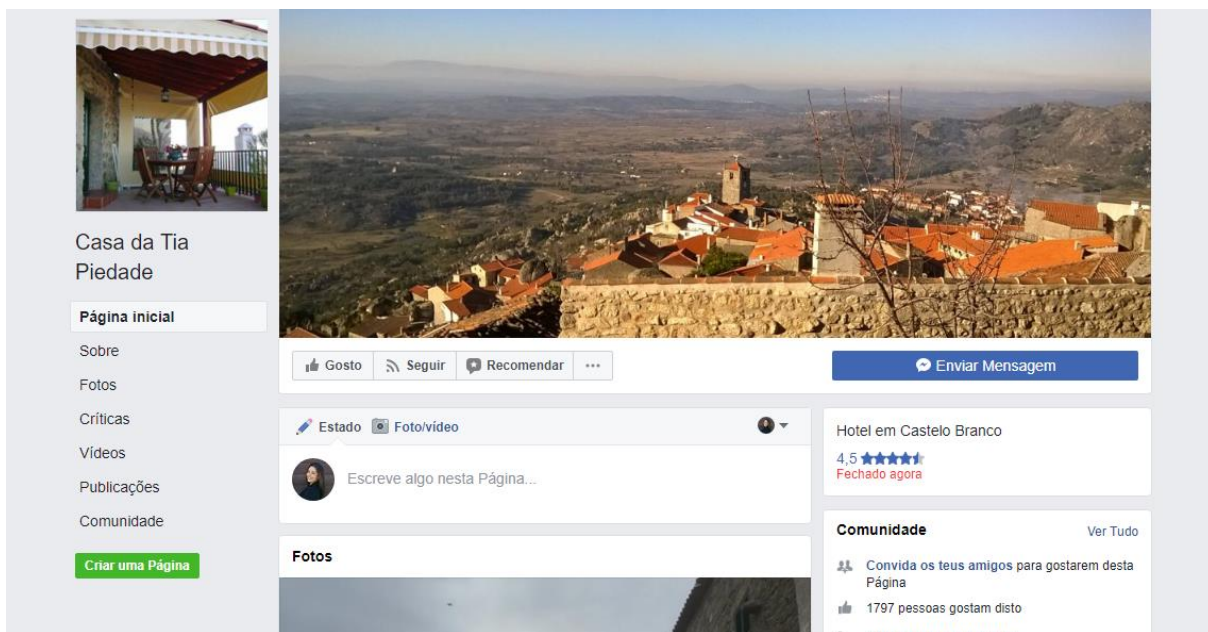 Casa da Tia
Piedade
Página inicial
Sobre
Fotos
Críticas
Vídeos
Publicações
Comunidade
Criar uma Página
Gosto
Seguir
Recomendar
Enviar Mensagem
Estado
Foto/vídeo
Escreve algo nesta Página...
Fotos
Hotel em Castelo Branco
4,5
Fechado agora
Comunidade
Ver Tudo
Convida os teus amigos para gostarem desta
Página
1797 pessoas gostam disto